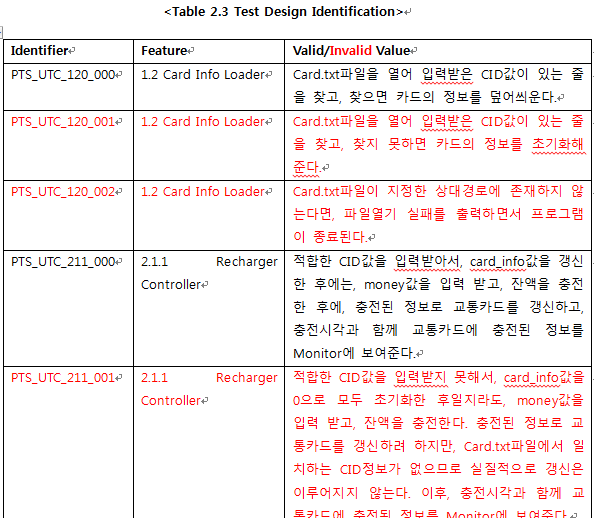 <Table 2.3 Test Design Identification>
Identifier Feature Valid/Invalid Value
PTS_UTC_120_000 1.2 Card Info Loader Card.txt파일을 열어 입력받은 CID값이 있는 줄
을 찾고, 찾으면 카드의 정보를 덮어씌운다.
PTS_UTC_120_001 1.2 Card Info Loader Card.txt파일을 열어 입력받은 CID값이 있는 줄
을 찾고, 찾지 못하면 카드의 정보를 초기화해
준다.
PTS_UTC_120_002 1.2 Card Info Loader Card.txt파일이 지정한 상대경로에 존재하지 않
는다면, 파일열기 실패를 출력하면서 프로그램
이 종료된다.
PTS_UTC_211_000 2.1.1 Recharger 적합한 CID값을 입력받아서, card_info값을 갱신
Controller 한 후에는, money값을 입력 받고, 잔액을 충전
한 후에, 충전된 정보로 교통카드를 갱신하고,
충전시각과 함께 교통카드에 충전된 정보를
Monitor에 보여준다.
PTS_UTC_211_001 2.1.1 Recharger 적합한 CID값을 입력받지 못해서, card_info값을
Controller 0으로 모두 초기화한 후일지라도, money값을
입력 받고, 잔액을 충전한다. 충전된 정보로 교
통카드를 갱신하려 하지만, Card.txt파일에서 일
치하는 CID정보가 없으므로 실질적으로 갱신은
이루어지지 않는다. 이후, 충전시각과 함께 교
통카드에 충전된 정보를 Monitor에 보여준다.